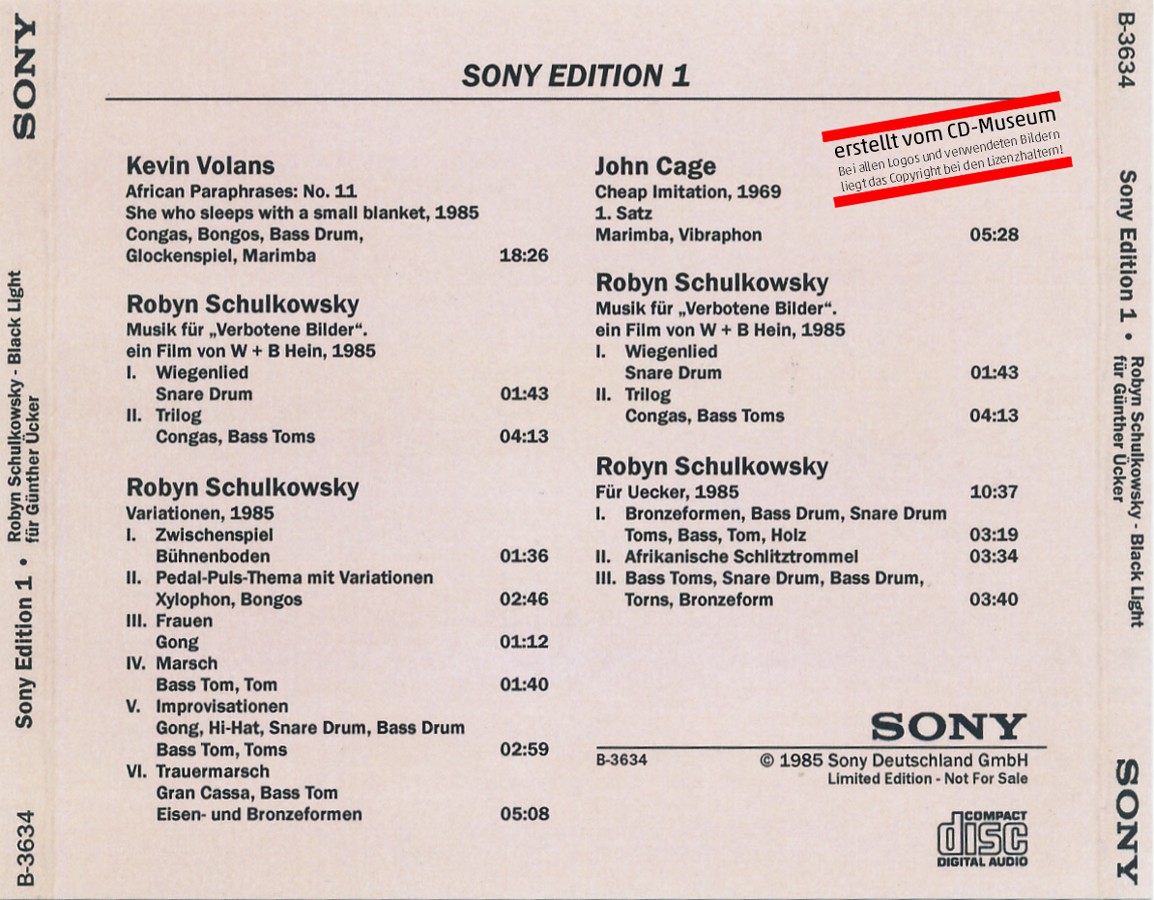 SONY EDITION 1
Kevin Volans
African Paraphrases: No. 11
She who sleeps with a small blanket, 1985
Congas, Bongos, Bass Drum,
Glockenspiel, Marimba 18:26
Robyn Schulkowsky
Musik für „Verbotene Bilder“.
ein Film von W + B Hein, 1985
I. Wiegenlied
Snare Drum 01:43
II. Trilog
Congas, Bass Toms 04:13
Robyn Schulkowsky
Variationen, 1985
I. Zwischenspiel
Bühnenboden 01:36
II. Pedal-Puls-Thema mit Variationen
Xylophon, Bongos 02:46
III. Frauen
Gong 01:12
IV. Marsch
Bass Tom, Tom 01:40
V. Improvisationen
Gong, Hi-Hat, Snare Drum, Bass Drum
Bass Tom, Toms 02:59
VI. Trauermarsch
Gran Cassa, Bass Tom
Eisen- und Bronzeformen 05:08
John Cage
Cheap Imitation, 1969
1. Satz
Marimba, Vibraphon 05:28
Robyn Schulkowsky
Musik für „Verbotene Bilder“.
ein Film von W + B Hein, 1985
I. Wiegenlied
Snare Drum 01:43
II. Trilog
Congas, Bass Toms 04:13
Robyn Schulkowsky
Für Uecker, 1985 10:37
I. Bronzeformen, Bass Drum, Snare Drum
Toms, Bass, Tom, Holz 03:19
II. Afrikanische Schlitztrommel 03:34
III. Bass Toms, Snare Drum, Bass Drum,
Torns, Bronzeform 03:40
erstellt vom CD-Museum
Bei allen Logos und verwendeten Bildern
liegt das Copyright bei den Lizenzhaltern!
SONY
B-3634 © 1985 Sony Deutschland GmbH
Limited Edition - Not For Sale
COMPACT
disc
DIGITAL AUDIO
B-3634
Sony Edition 1 •
Robyn Schulkowsky - Black Light
für Günther Ücker
SONY
B-3634
Sony Edition 1 •
Robyn Schulkowsky - Black Light
für Günther Ücker
SONY